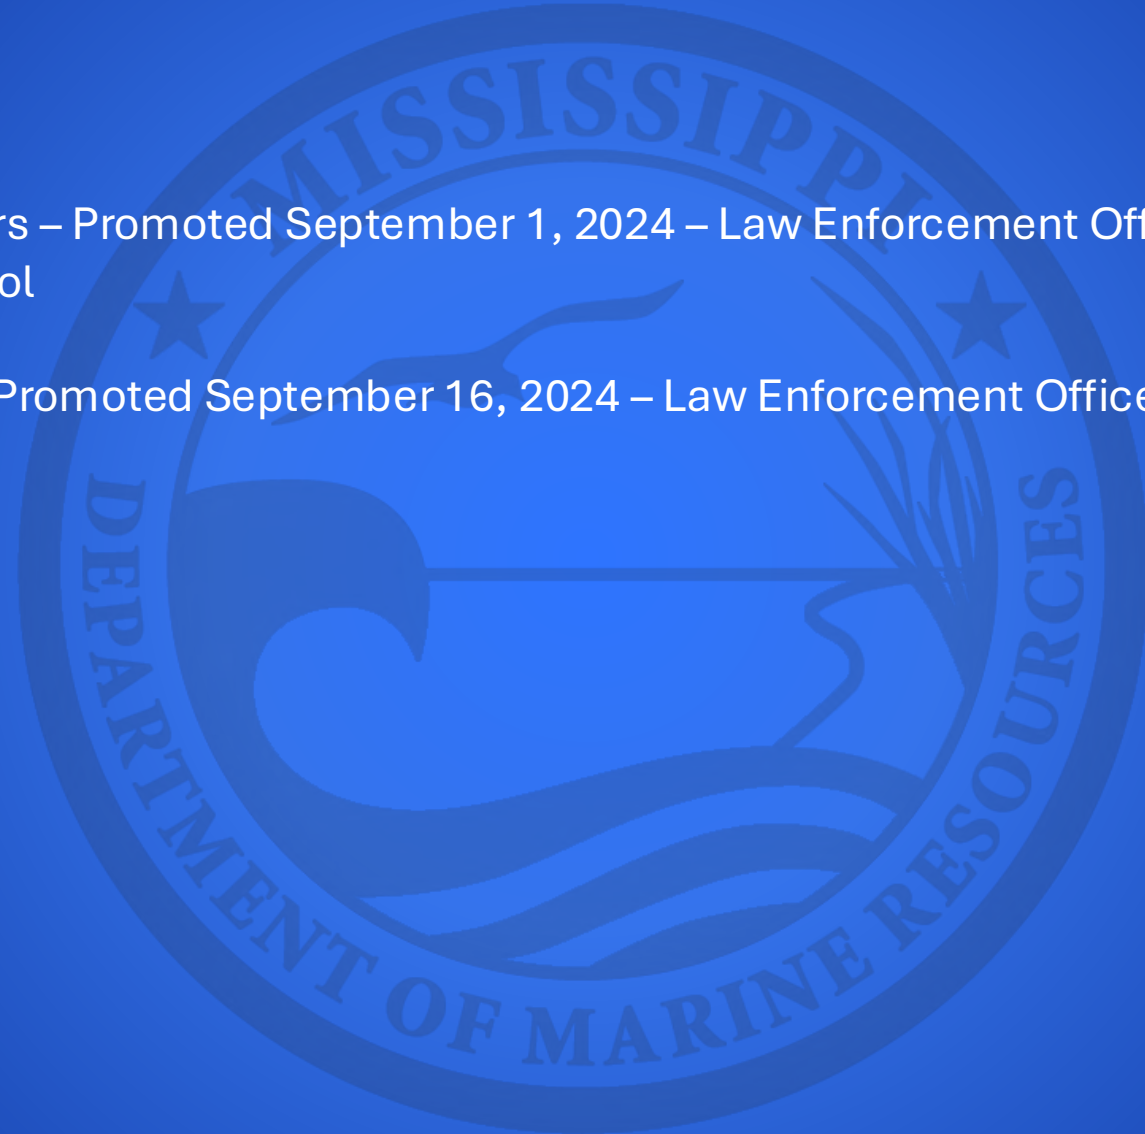 MISSISSIPPI
rs – Promoted September 1, 2024 – Law Enforcement Off
ol
Promoted September 16, 2024 – Law Enforcement Office
DEPARTMENT OF MARINE RESOURCES